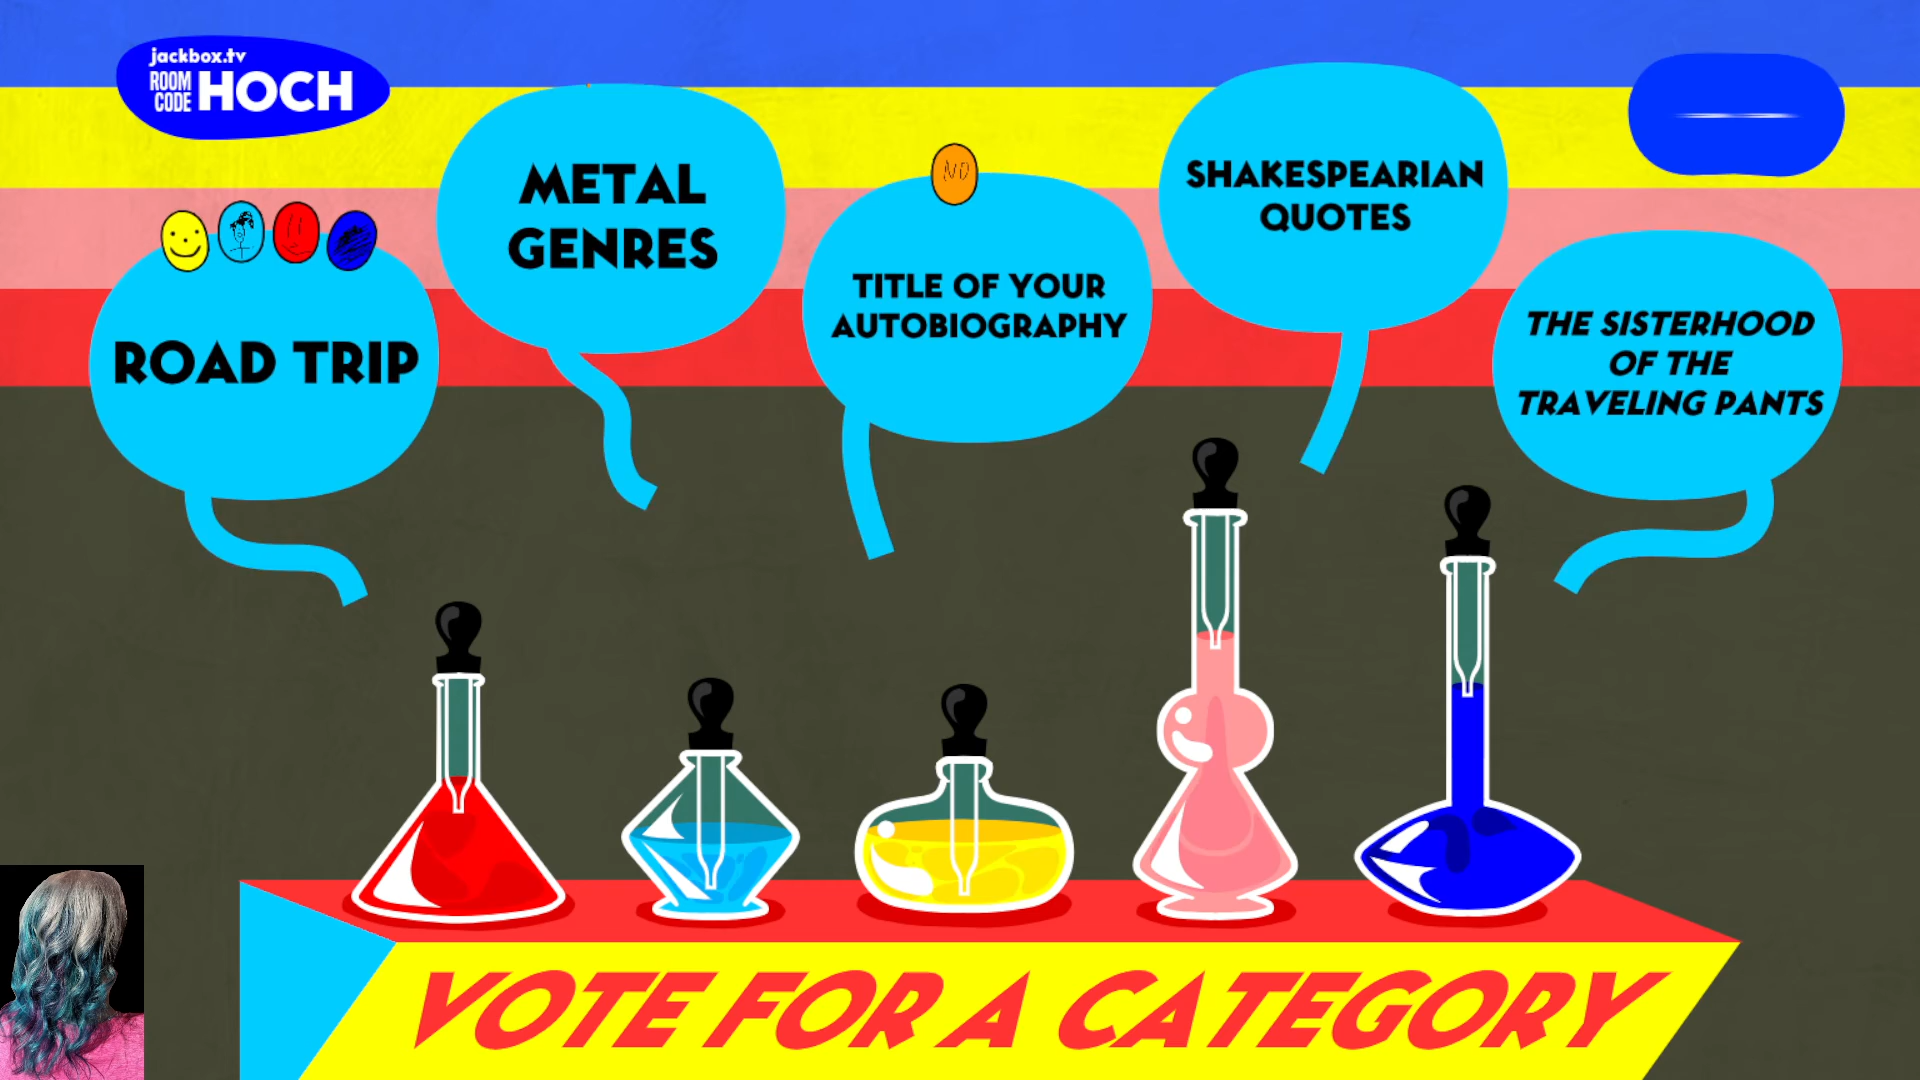 jackbox.tv
ROOM CODE HOCH
METAL
GENRES
NO
SHAKESPEARIAN
QUOTES
TITLE OF YOUR
AUTOBIOGRAPHY
ROAD TRIP
THE SISTERHOOD
OF THE
TRAVELING PANTS
VOTE FOR A CATEGORY